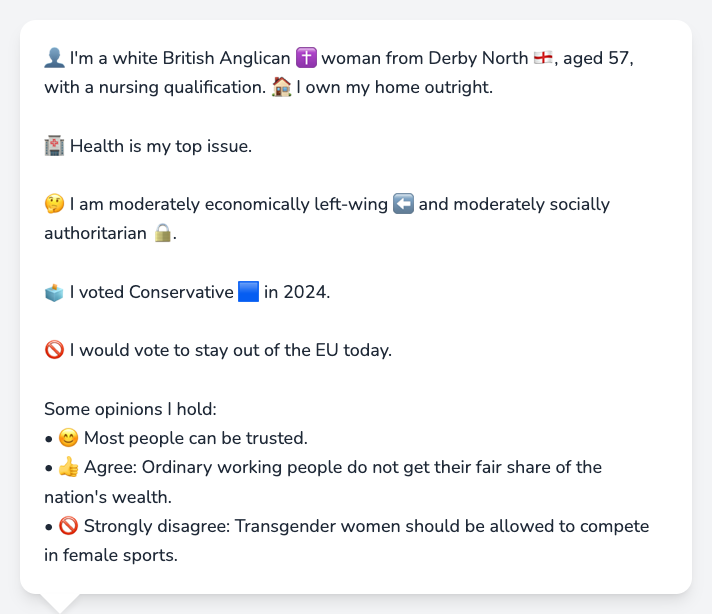 👤 I'm a white British Anglican ✝️ woman from Derby North 🏴󠁧󠁢󠁥󠁮󠁧󠁿, aged 57,
with a nursing qualification. 🏠 I own my home outright.
🏥 Health is my top issue.
🤔 I am moderately economically left-wing ⬅️ and moderately socially
authoritarian 🔒.
🗳️ I voted Conservative 🟦 in 2024.
🚫 I would vote to stay out of the EU today.
Some opinions I hold:
• 😊 Most people can be trusted.
• 👍 Agree: Ordinary working people do not get their fair share of the
nation's wealth.
• 🚫 Strongly disagree: Transgender women should be allowed to compete
in female sports.